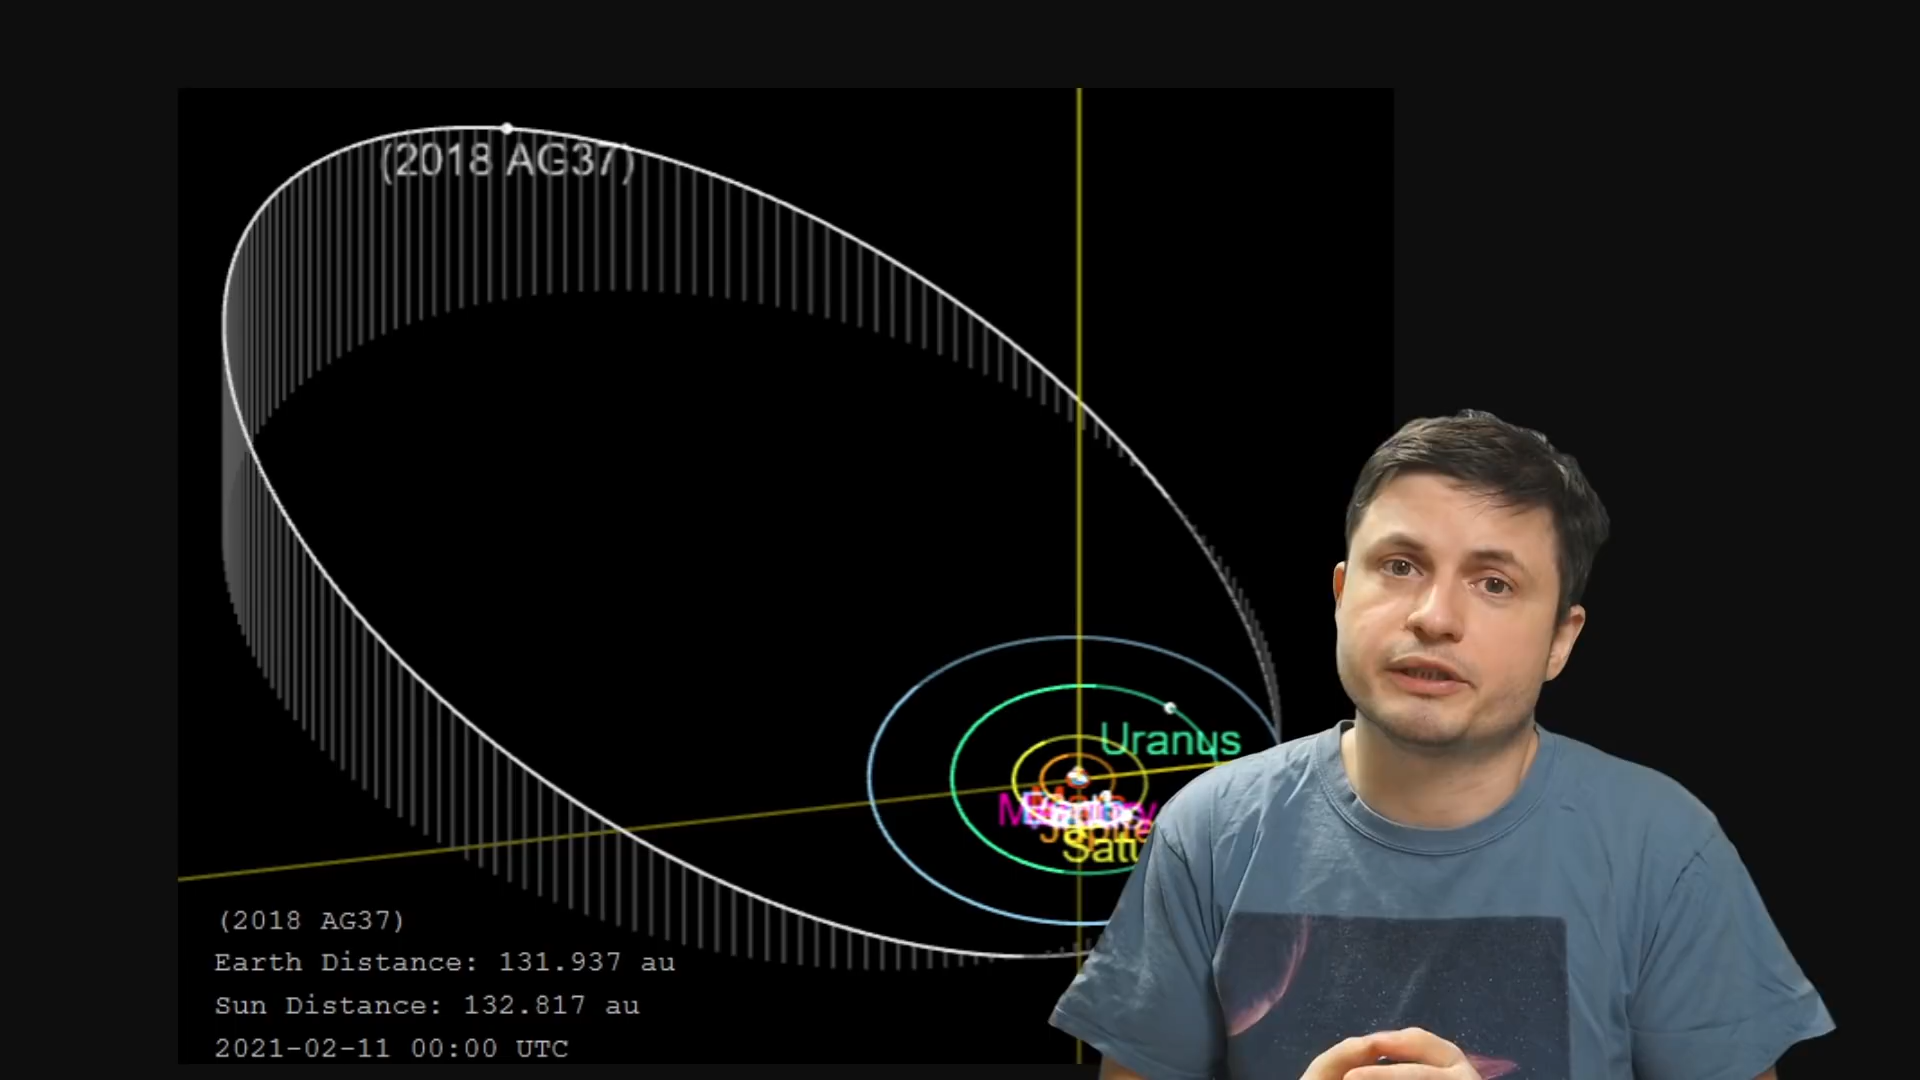 (2018 AG37)
Uranus
Satu
(2018 AG37)
Earth Distance: 131.937 au
Sun Distance: 132.817 au
2021-02-11 00:00 UTC